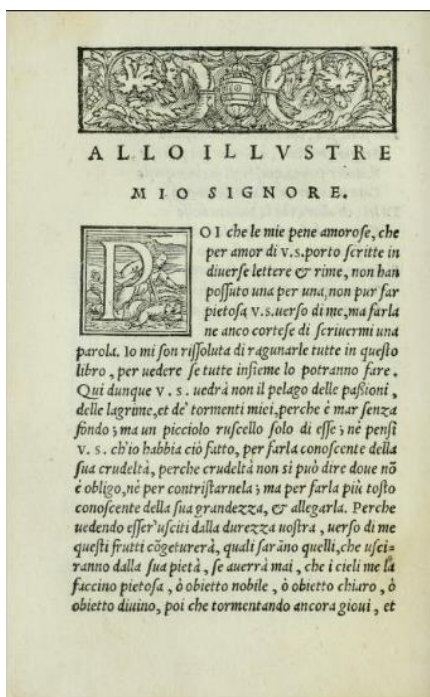 ALLO ILLVSTRE
MIO SIGNORE.
POI che le mie pene amorose, che
per amor di V.S. porto scritte in
diuerse lettere & rime, non han
possuto una per una, non pur far
pietosa V.S. uerso di me, ma farla
ne anco cortese di scriuermi una
parola. Io mi son rissoluta di ragunarle tutte in questo
libro, per uedere se tutte insieme lo potranno fare.
Qui dunque V. S. uedrà non il pelago delle passioni,
delle lagrime, et de' tormenti miei, perche è mar senza
fondo; ma un picciolo ruscello solo di esse; né pensi
V. S. ch'io habbia ciò fatto, per farla conoscente della
sua crudeltà, perche crudeltà non si può dire doue nõ
è obligo, né per contristarnela; ma per farla più tosto
conoscente della sua grandezza, & allegarla. Perche
uedendo esser' usciti dalla durezza uostra, uerso di me
questi frutti cõgeturerà, quali sarãno quelli, che usci=
ranno dalla sua pietà, se auerrà mai, che i cieli me la
faccino pietosa, ò obietto nobile, ò obietto chiaro, ò
obietto diuino, poi che tormentando ancora gioui, et